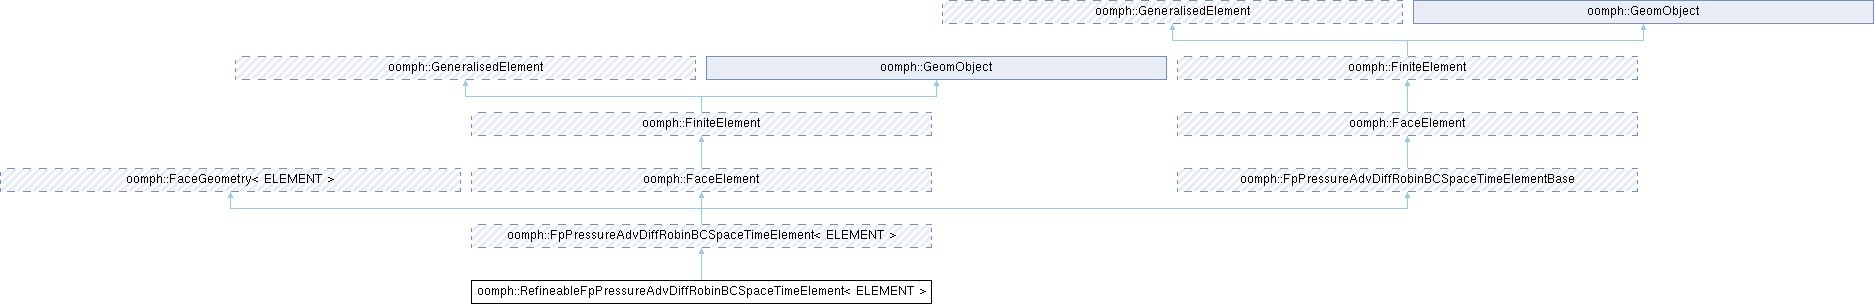 oomph::GeneralisedElement
oomph::GeomObject
oomph::GeneralisedElement
oomph::GeomObject
oomph::FiniteElement
oomph::FiniteElement
oomph::FaceElement
oomph::FaceGeometry< ELEMENT >
oomph::FaceElement
oomph::FpPressureAdvDiffRobinBCSpaceTimeElementBase
oomph::FpPressureAdvDiffRobinBCSpaceTimeElement< ELEMENT >
oomph::RefineableFpPressureAdvDiffRobinBCSpaceTimeElement< ELEMENT >